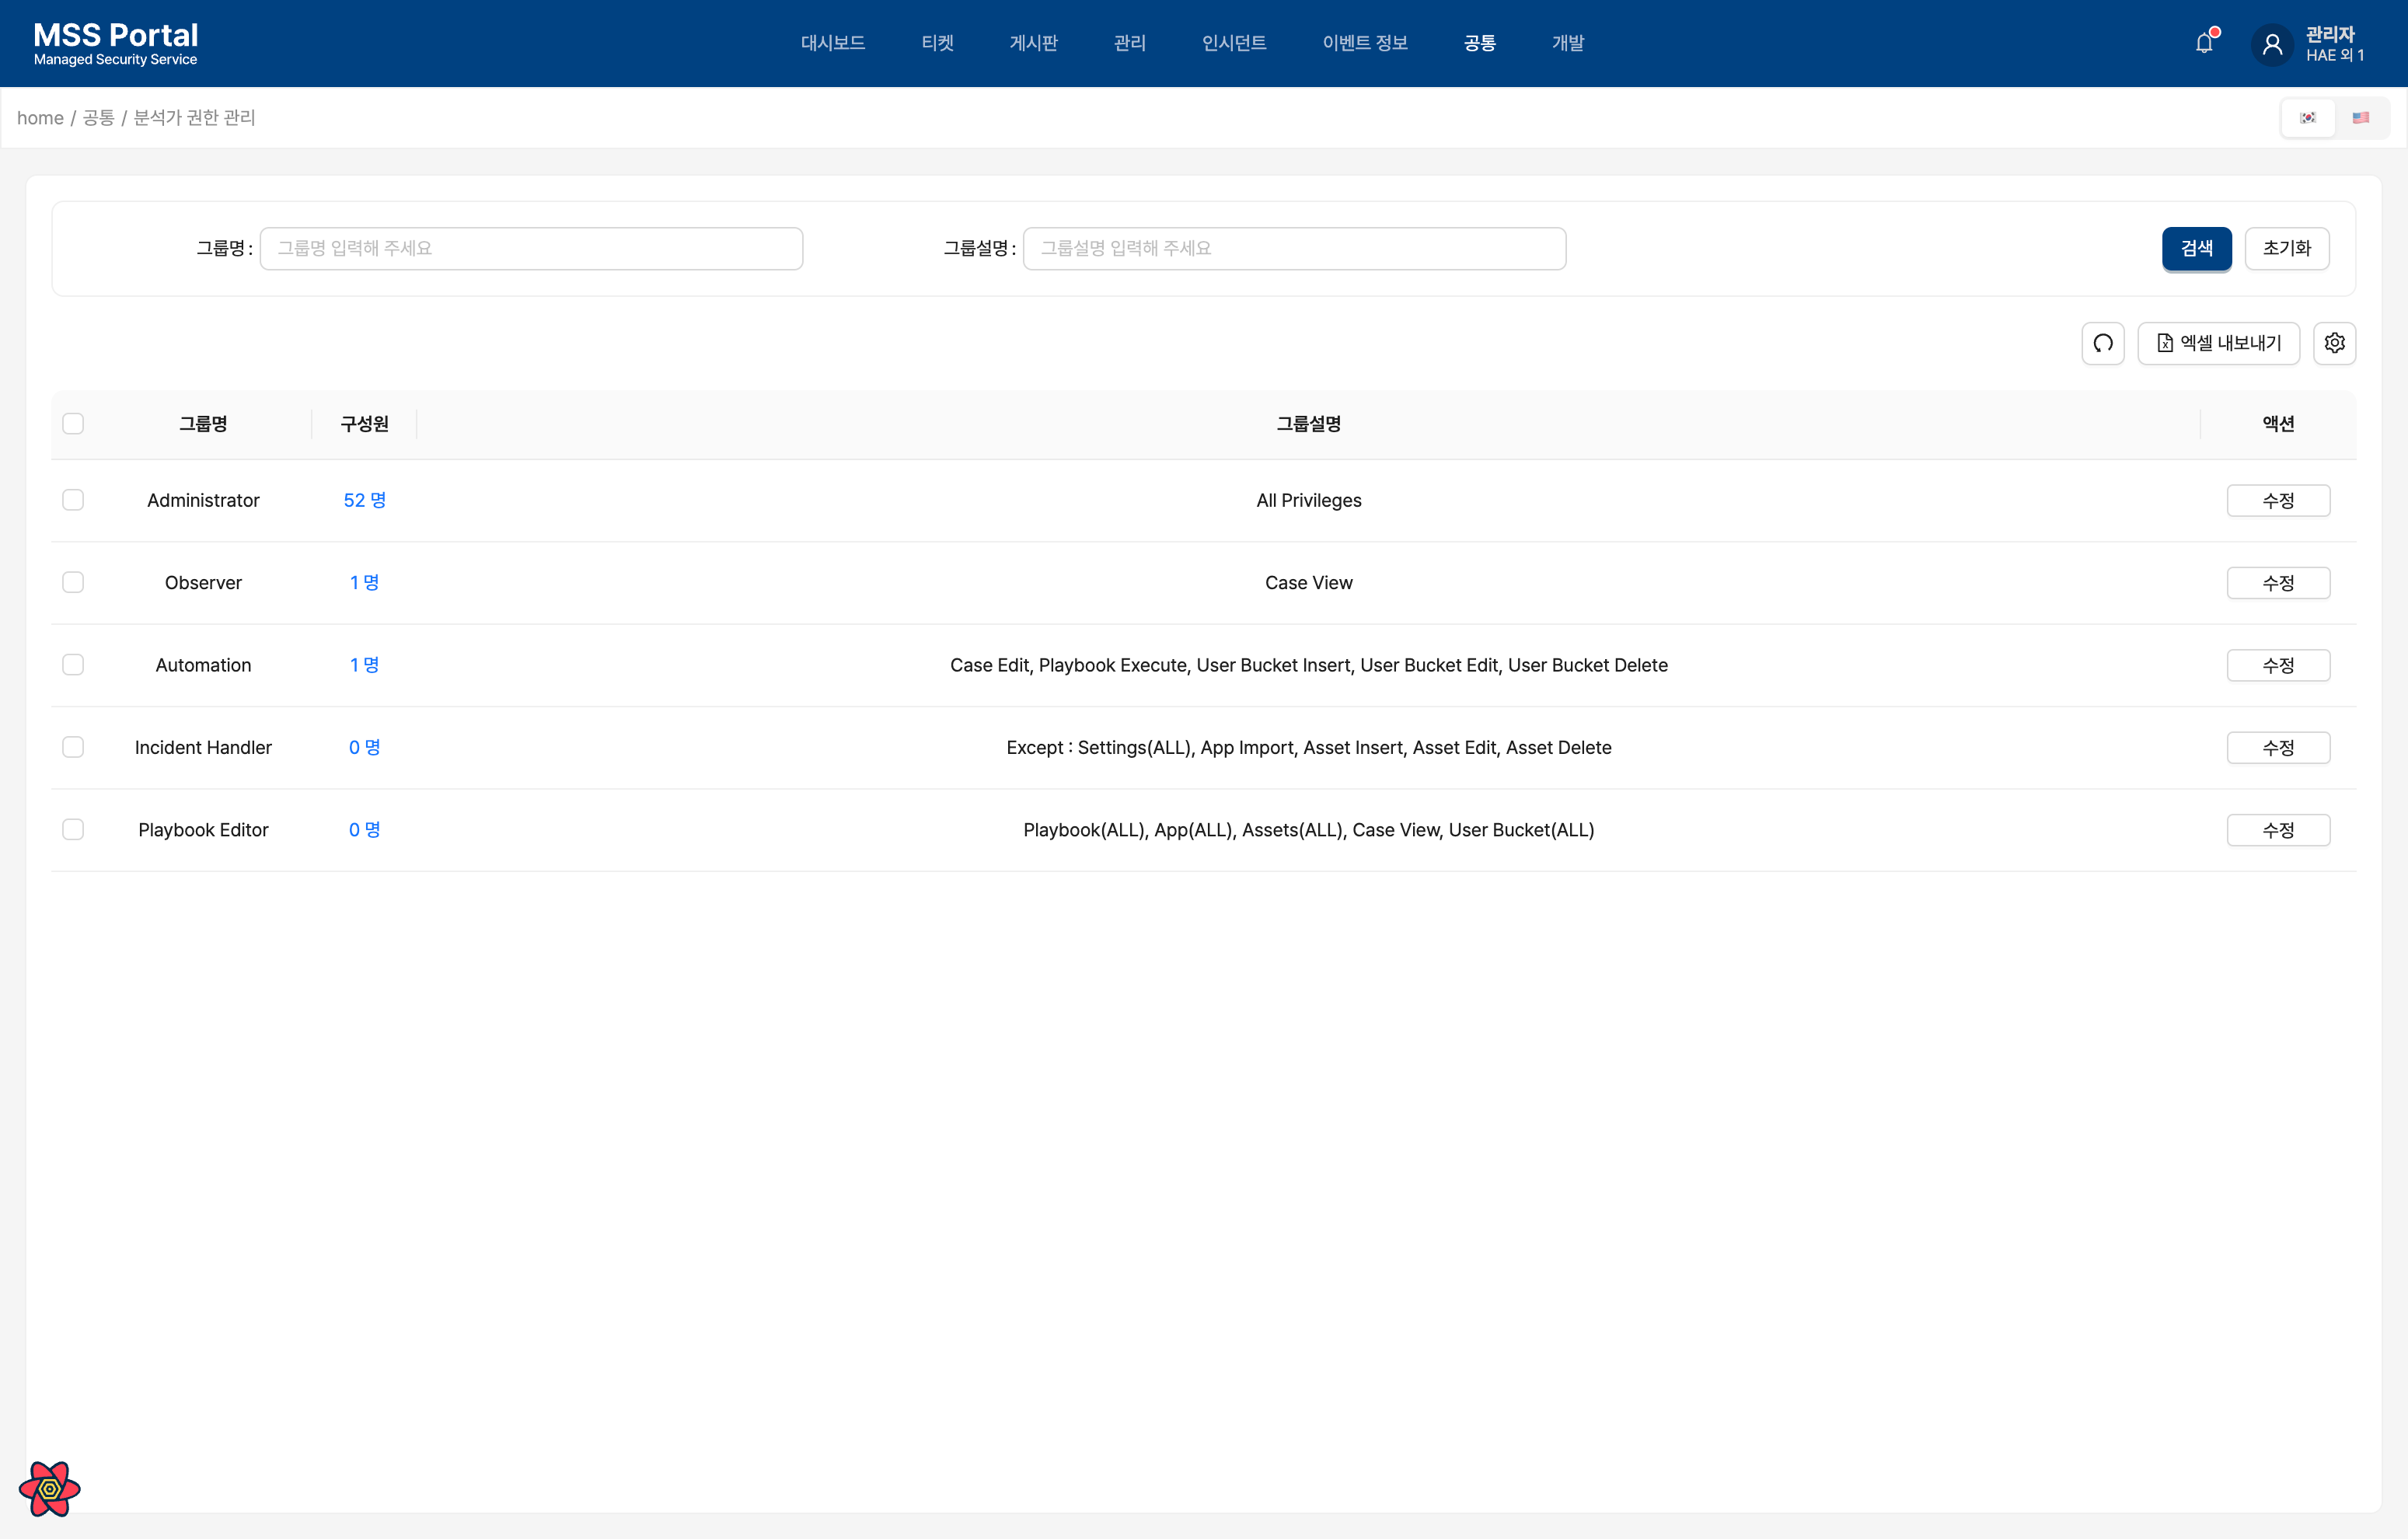 MSS Portal
Managed Security Service
대시보드 티켓 게시판 관리 인시던트 이벤트 정보 공통 개발
관리자
HAE 외 1
home / 공통 / 분석가 권한 관리
그룹명 : 그룹명 입력해 주세요 그룹설명 : 그룹설명 입력해 주세요 검색 초기화
엑셀 내보내기
그룹명 구성원 그룹설명 액션
Administrator 52 명 All Privileges 수정
Observer 1 명 Case View 수정
Automation 1 명 Case Edit, Playbook Execute, User Bucket Insert, User Bucket Edit, User Bucket Delete 수정
Incident Handler 0 명 Except : Settings(ALL), App Import, Asset Insert, Asset Edit, Asset Delete 수정
Playbook Editor 0 명 Playbook(ALL), App(ALL), Assets(ALL), Case View, User Bucket(ALL) 수정